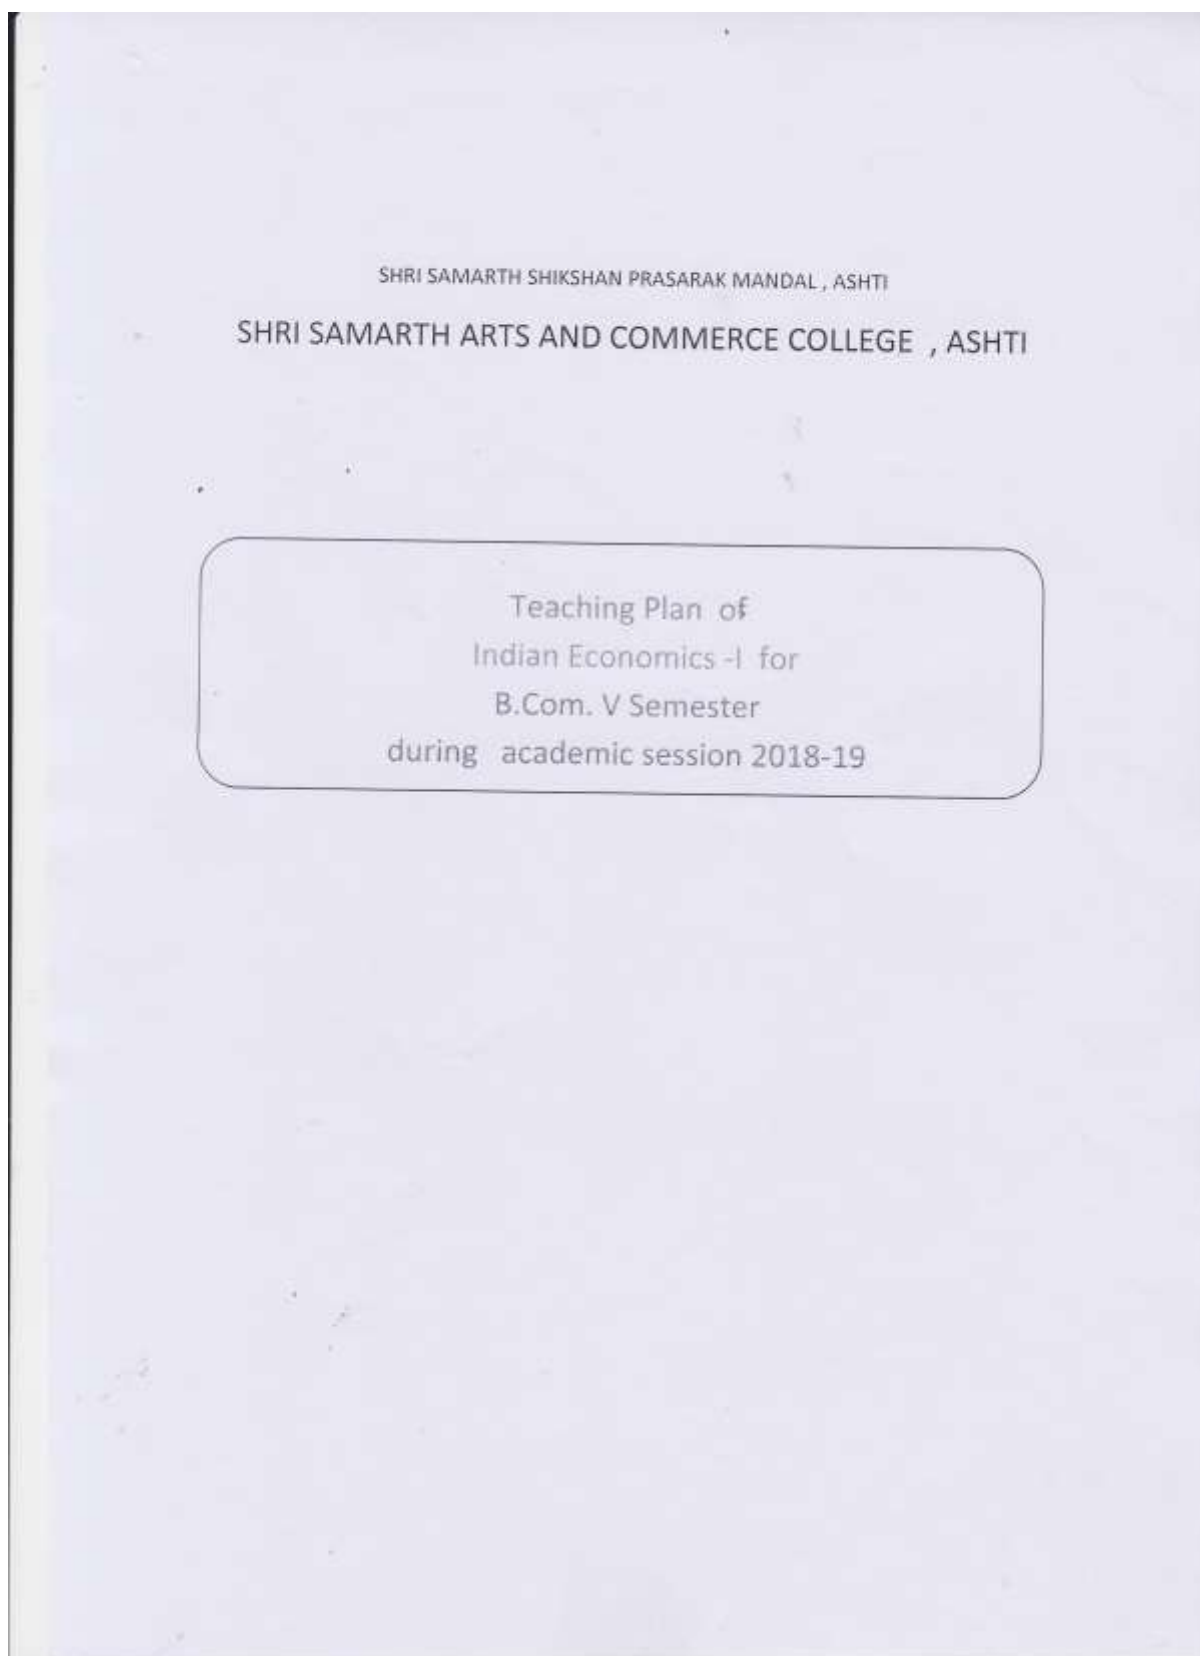 SHRI SAMARTH SHIKSHAN PRASARAK MANDAL , ASHTI
SHRI SAMARTH ARTS AND COMMERCE COLLEGE , ASHTI
Teaching Plan of
Indian Economics -I for
B.Com. V Semester
during academic session 2018-19